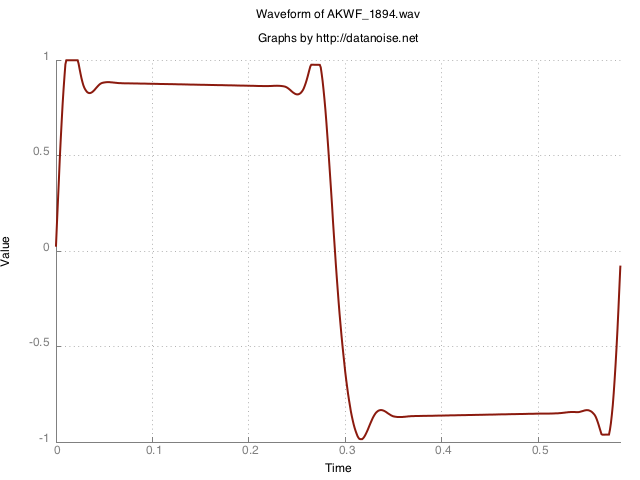 Waveform of AKWF_1894.wav
Graphs by http://datanoise.net
1
0.5
0
-0.5
-1
Value
0 0.1 0.2 0.3 0.4 0.5
Time